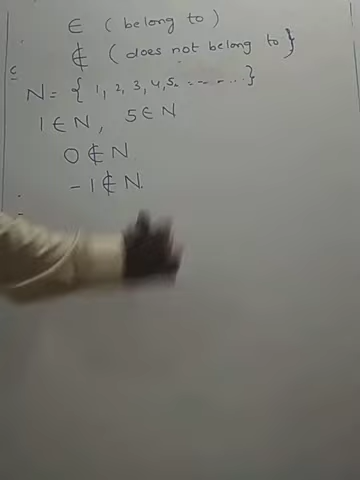 ∈ ( belong to )
∉ ( does not belong to }
c
N = { 1, 2, 3, 4, 5, ........ }
1 ∈ N, 5 ∈ N
0 ∉ N
- 1 ∉ N.